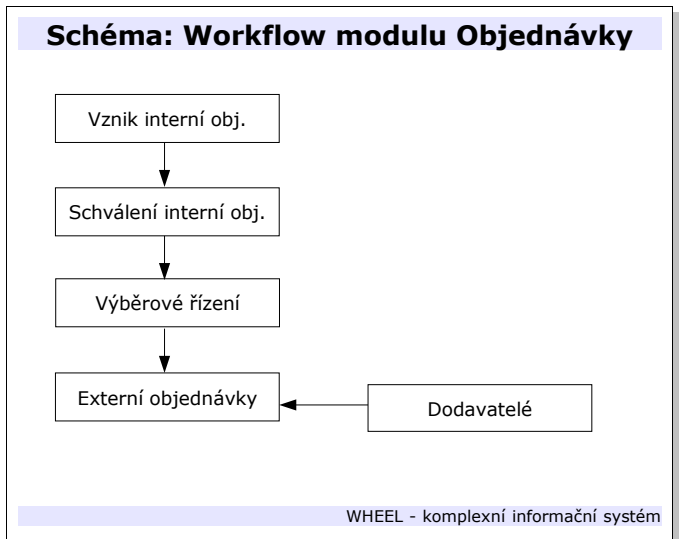 Schéma: Workflow modulu Objednávky
Vznik interní obj.
Schválení interní obj.
Výběrové řízení
Externí objednávky
Dodavatelé
WHEEL - komplexní informační systém